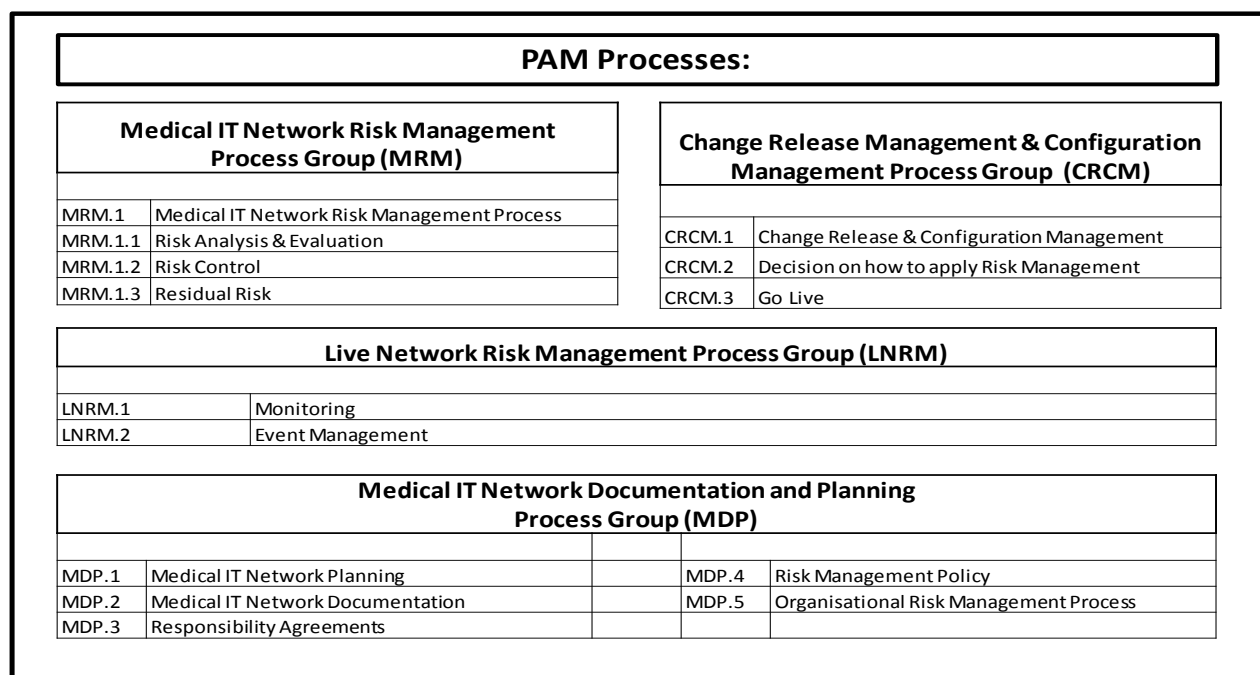 PAM Processes:
Medical IT Network Risk Management
Process Group (MRM)
MRM.1 Medical IT Network Risk Management Process
MRM.1.1 Risk Analysis & Evaluation
MRM.1.2 Risk Control
MRM.1.3 Residual Risk
Change Release Management & Configuration
Management Process Group (CRCM)
CRCM.1 Change Release & Configuration Management
CRCM.2 Decision on how to apply Risk Management
CRCM.3 Go Live
Live Network Risk Management Process Group (LNRM)
LNRM.1 Monitoring
LNRM.2 Event Management
Medical IT Network Documentation and Planning
Process Group (MDP)
MDP.1 Medical IT Network Planning MDP.4 Risk Management Policy
MDP.2 Medical IT Network Documentation MDP.5 Organisational Risk Management Process
MDP.3 Responsibility Agreements